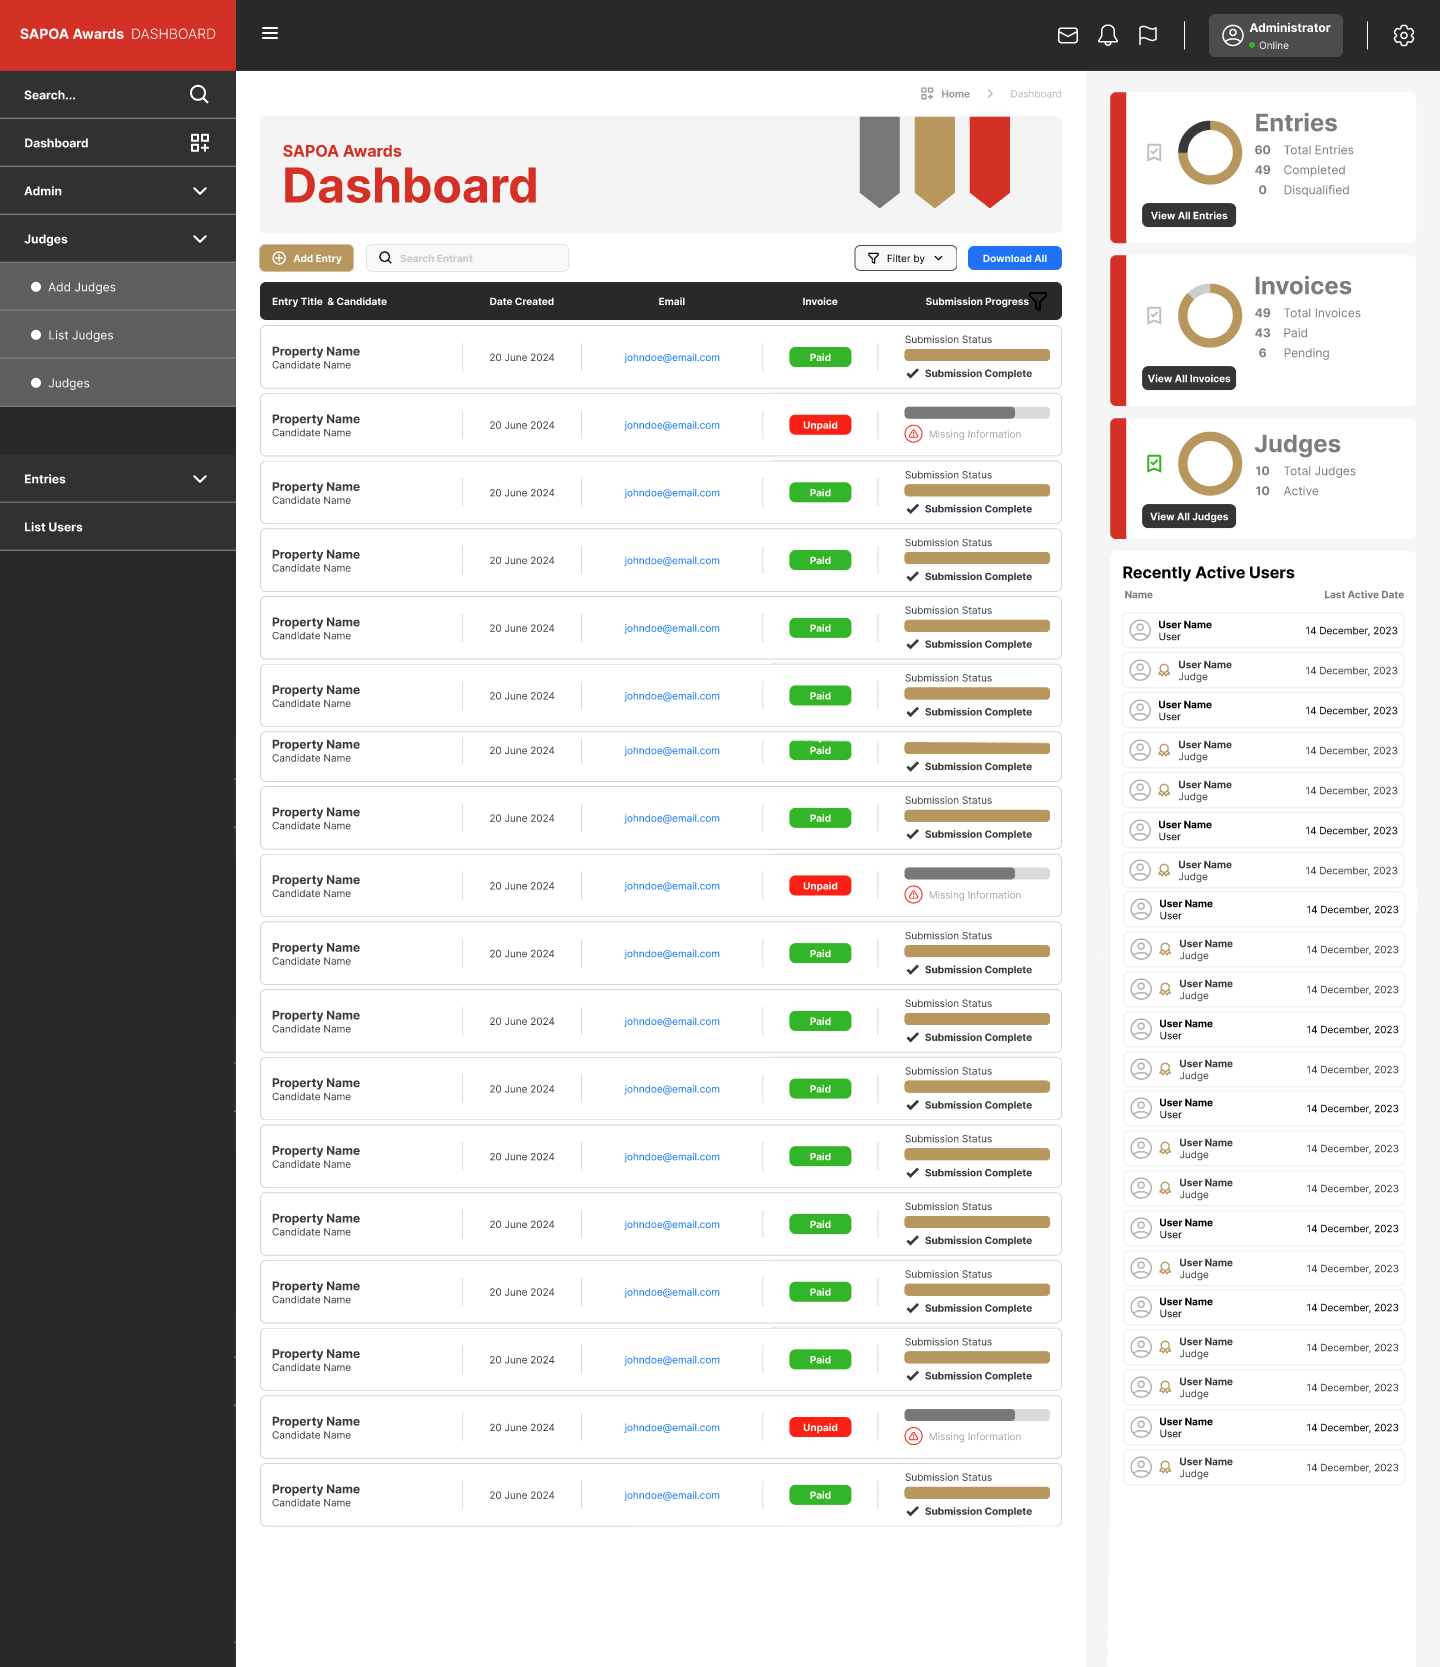 SAPOA Awards DASHBOARD
Administrator
Online
Search...
Dashboard
Admin
Judges
Add Judges
List Judges
Judges
Entries
List Users
Home
Dashboard
SAPOA Awards
Dashboard
Add Entry
Search Entrant
Filter by
Download All
Entry Title & Candidate Date Created Email Invoice Submission Progress
Submission Status
Property Name 20 June 2024 johndoe@email.com Paid
Candidate Name
Submission Complete
Property Name 20 June 2024 johndoe@email.com Unpaid
Candidate Name
Missing Information
Submission Status
Property Name 20 June 2024 johndoe@email.com Paid
Candidate Name
Submission Complete
Submission Status
Property Name 20 June 2024 johndoe@email.com Paid
Candidate Name
Submission Complete
Submission Status
Property Name 20 June 2024 johndoe@email.com Paid
Candidate Name
Submission Complete
Submission Status
Property Name 20 June 2024 johndoe@email.com Paid
Candidate Name
Submission Complete
Property Name 20 June 2024 johndoe@email.com Paid
Candidate Name
Submission Complete
Submission Status
Property Name 20 June 2024 johndoe@email.com Paid
Candidate Name
Submission Complete
Property Name 20 June 2024 johndoe@email.com Unpaid
Candidate Name
Missing Information
Submission Status
Property Name 20 June 2024 johndoe@email.com Paid
Candidate Name
Submission Complete
Submission Status
Property Name 20 June 2024 johndoe@email.com Paid
Candidate Name
Submission Complete
Submission Status
Property Name 20 June 2024 johndoe@email.com Paid
Candidate Name
Submission Complete
Submission Status
Property Name 20 June 2024 johndoe@email.com Paid
Candidate Name
Submission Complete
Submission Status
Property Name 20 June 2024 johndoe@email.com Paid
Candidate Name
Submission Complete
Submission Status
Property Name 20 June 2024 johndoe@email.com Paid
Candidate Name
Submission Complete
Submission Status
Property Name 20 June 2024 johndoe@email.com Paid
Candidate Name
Submission Complete
Property Name 20 June 2024 johndoe@email.com Unpaid
Candidate Name
Missing Information
Submission Status
Property Name 20 June 2024 johndoe@email.com Paid
Candidate Name
Submission Complete
Entries
60 Total Entries
49 Completed
0 Disqualified
View All Entries
Invoices
49 Total Invoices
43 Paid
6 Pending
View All Invoices
Judges
10 Total Judges
10 Active
View All Judges
Recently Active Users
Name Last Active Date
User Name 14 December, 2023
User
User Name 14 December, 2023
Judge
User Name 14 December, 2023
User
User Name 14 December, 2023
Judge
User Name 14 December, 2023
Judge
User Name 14 December, 2023
User
User Name 14 December, 2023
Judge
User Name 14 December, 2023
User
User Name 14 December, 2023
Judge
User Name 14 December, 2023
Judge
User Name 14 December, 2023
User
User Name 14 December, 2023
Judge
User Name 14 December, 2023
User
User Name 14 December, 2023
Judge
User Name 14 December, 2023
Judge
User Name 14 December, 2023
User
User Name 14 December, 2023
Judge
User Name 14 December, 2023
User
User Name 14 December, 2023
Judge
User Name 14 December, 2023
Judge
User Name 14 December, 2023
User
User Name 14 December, 2023
Judge